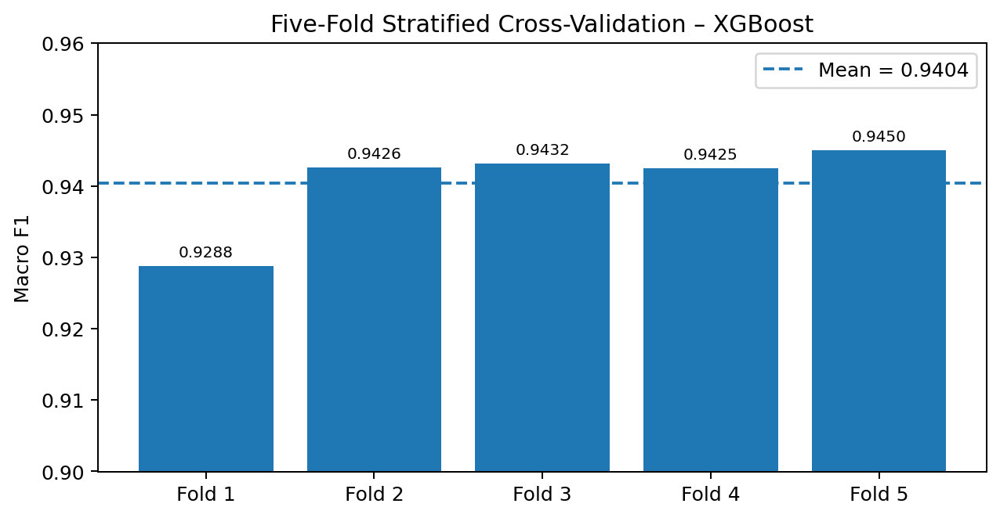 Five-Fold Stratified Cross-Validation – XGBoost
0.96
0.95
0.94
0.93
0.92
0.91
0.90
Macro F1
Mean = 0.9404
0.9288
0.9426
0.9432
0.9425
0.9450
Fold 1
Fold 2
Fold 3
Fold 4
Fold 5